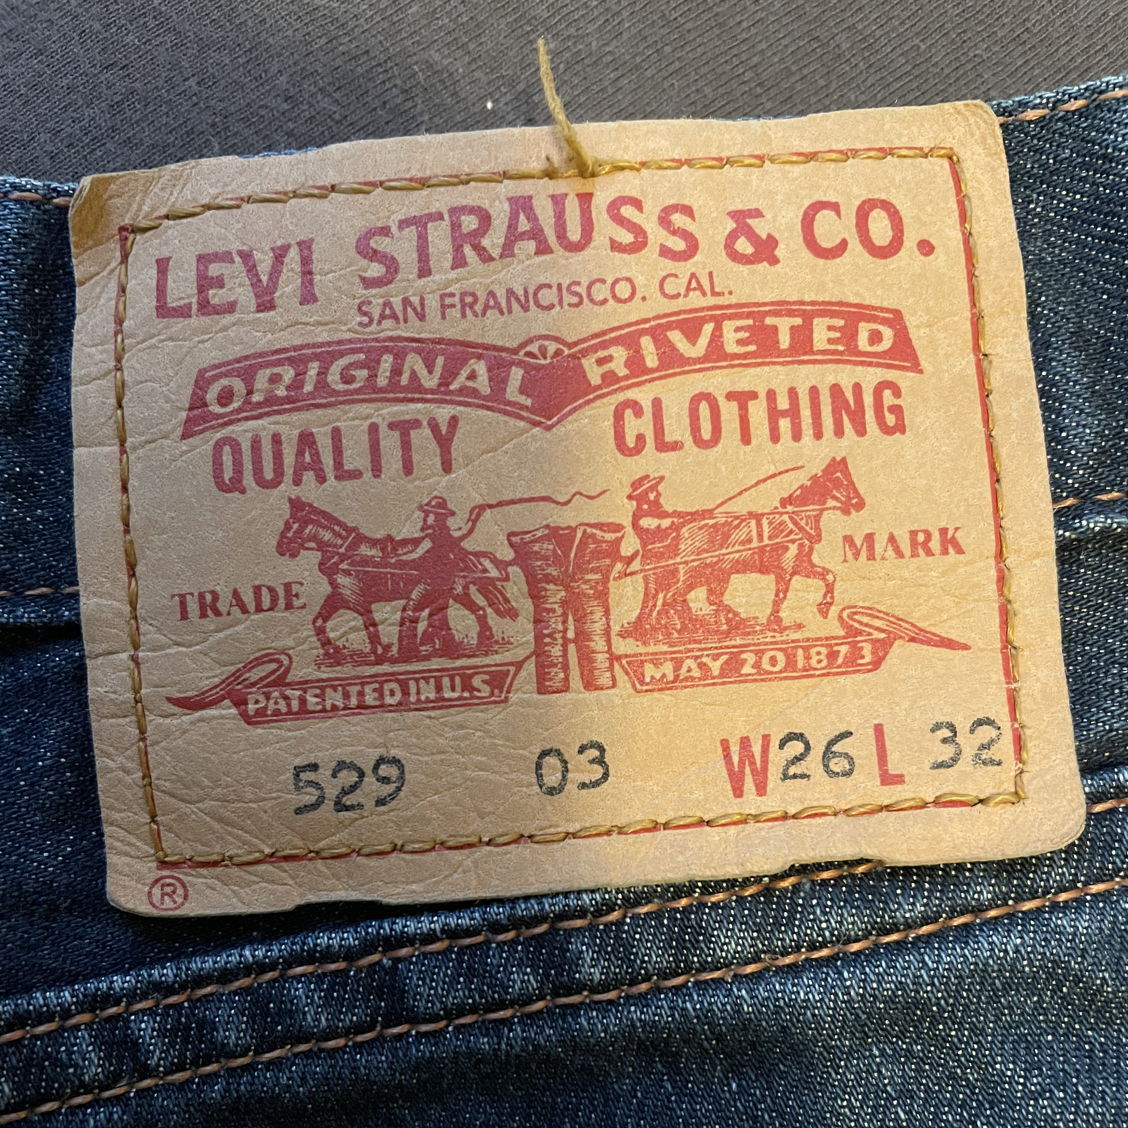 LEVI STRAUSS & CO.
SAN FRANCISCO. CAL.
ORIGINAL RIVETED
QUALITY CLOTHING
TRADE MARK
PATENTED IN U.S. MAY 20 1873
529 03 W26 L 32
®